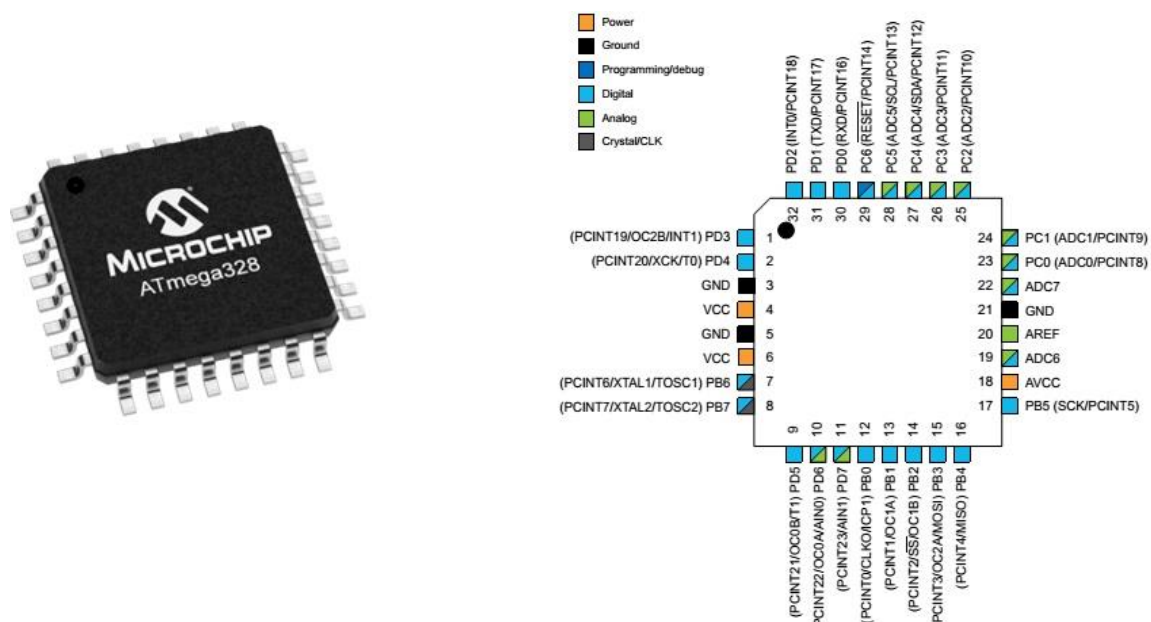 MICROCHIP
ATmega328
Power
Ground
Programming/debug
Digital
Analog
Crystal/CLK
PD2 (INT0/PCINT18)
PD1 (TXD/PCINT17)
PD0 (RXD/PCINT16)
PC6 (RESET/PCINT14)
PC5 (ADC5/SCL/PCINT13)
PC4 (ADC4/SDA/PCINT12)
PC3 (ADC3/PCINT11)
PC2 (ADC2/PCINT10)
32 31 30 29 28 27 26 25
(PCINT19/OC2B/INT1) PD3 1
(PCINT20/XCK/T0) PD4 2
GND 3
VCC 4
GND 5
VCC 6
(PCINT6/XTAL1/TOSC1) PB6 7
(PCINT7/XTAL2/TOSC2) PB7 8
24 PC1 (ADC1/PCINT9)
23 PC0 (ADC0/PCINT8)
22 ADC7
21 GND
20 AREF
19 ADC6
18 AVCC
17 PB5 (SCK/PCINT5)
9 10 11 12 13 14 15 16
(PCINT21/OC0B/T1) PD5
PCINT22/OC0A/AIN0) PD6
(PCINT23/AIN1) PD7
(PCINT0/CLKO/ICP1) PB0
(PCINT1/OC1A) PB1
(PCINT2/SS/OC1B) PB2
PCINT3/OC2A/MOSI) PB3
(PCINT4/MISO) PB4